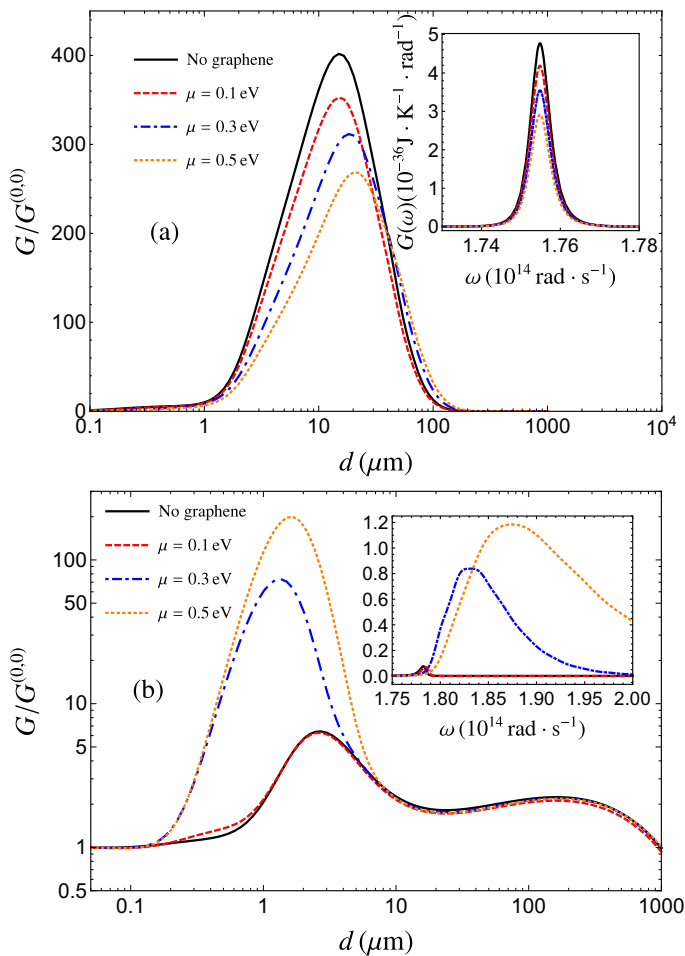 No graphene
μ = 0.1 eV
μ = 0.3 eV
μ = 0.5 eV
(a)
G/G^(0,0)
400
300
200
100
0
0.1 1 10 100 1000 10^4
d (μm)
G(ω)(10^-36 J · K^-1 · rad^-1)
5
4
3
2
1
0
1.74 1.76 1.78
ω (10^14 rad · s^-1)
No graphene
μ = 0.1 eV
μ = 0.3 eV
μ = 0.5 eV
(b)
G/G^(0,0)
100
50
10
5
1
0.5
0.1 1 10 100 1000
d (μm)
1.2
1.0
0.8
0.6
0.4
0.2
0.0
1.75 1.80 1.85 1.90 1.95 2.00
ω (10^14 rad · s^-1)